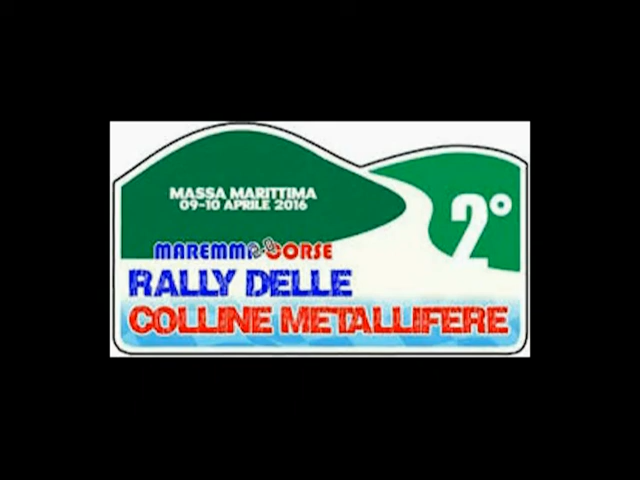 MASSA MARITTIMA
09-10 APRILE 2016
2°
MAREMMA CORSE
RALLY DELLE
COLLINE METALLIFERE